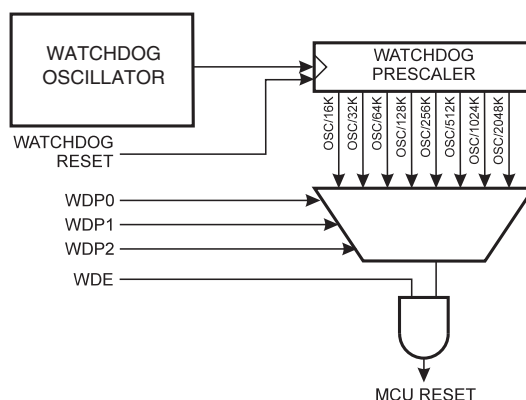 WATCHDOG
OSCILLATOR
WATCHDOG
PRESCALER
WATCHDOG
RESET
OSC/16K
OSC/32K
OSC/64K
OSC/128K
OSC/256K
OSC/512K
OSC/1024K
OSC/2048K
WDP0
WDP1
WDP2
WDE
MCU RESET